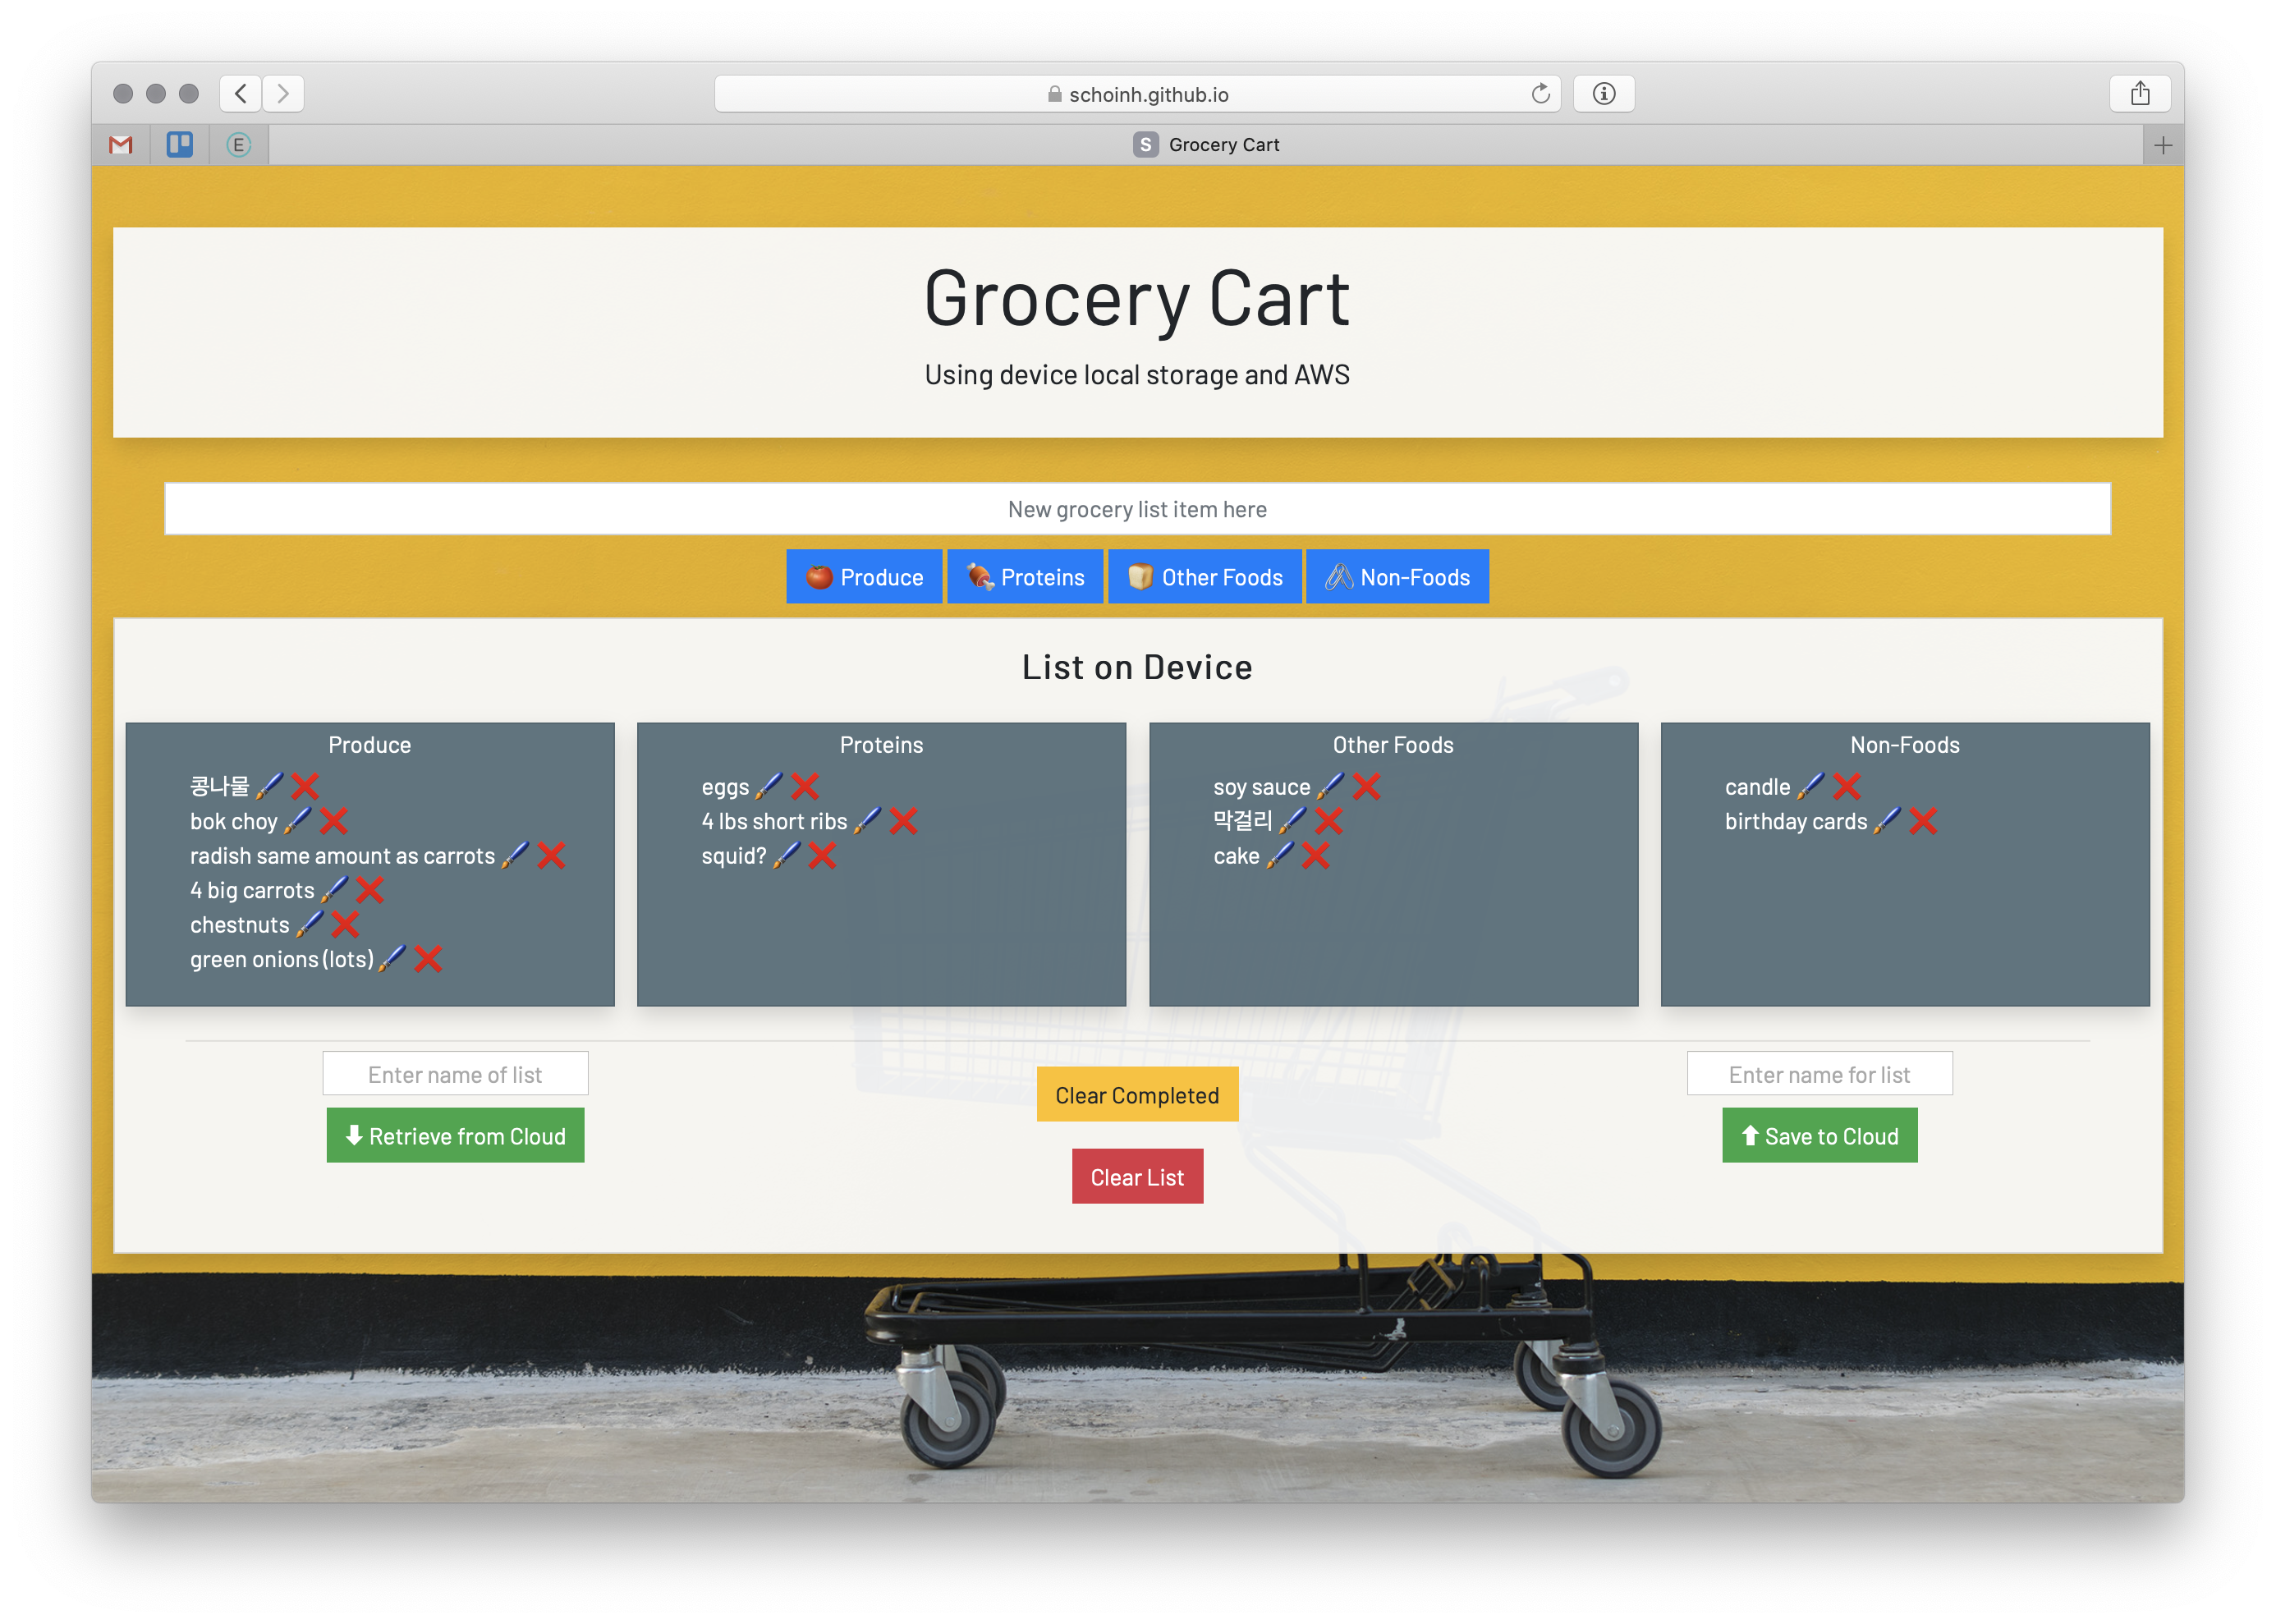 schoinh.github.io
E
S Grocery Cart
Grocery Cart
Using device local storage and AWS
New grocery list item here
🍅 Produce
🍖 Proteins
🍞 Other Foods
🖇 Non-Foods
List on Device
Produce
콩나물 🖌❌
bok choy 🖌❌
radish same amount as carrots 🖌❌
4 big carrots 🖌❌
chestnuts 🖌❌
green onions (lots) 🖌❌
Proteins
eggs 🖌❌
4 lbs short ribs 🖌❌
squid? 🖌❌
Other Foods
soy sauce 🖌❌
막걸리 🖌❌
cake 🖌❌
Non-Foods
candle 🖌❌
birthday cards 🖌❌
Enter name of list
⬇ Retrieve from Cloud
Clear Completed
Clear List
Enter name for list
⬆ Save to Cloud